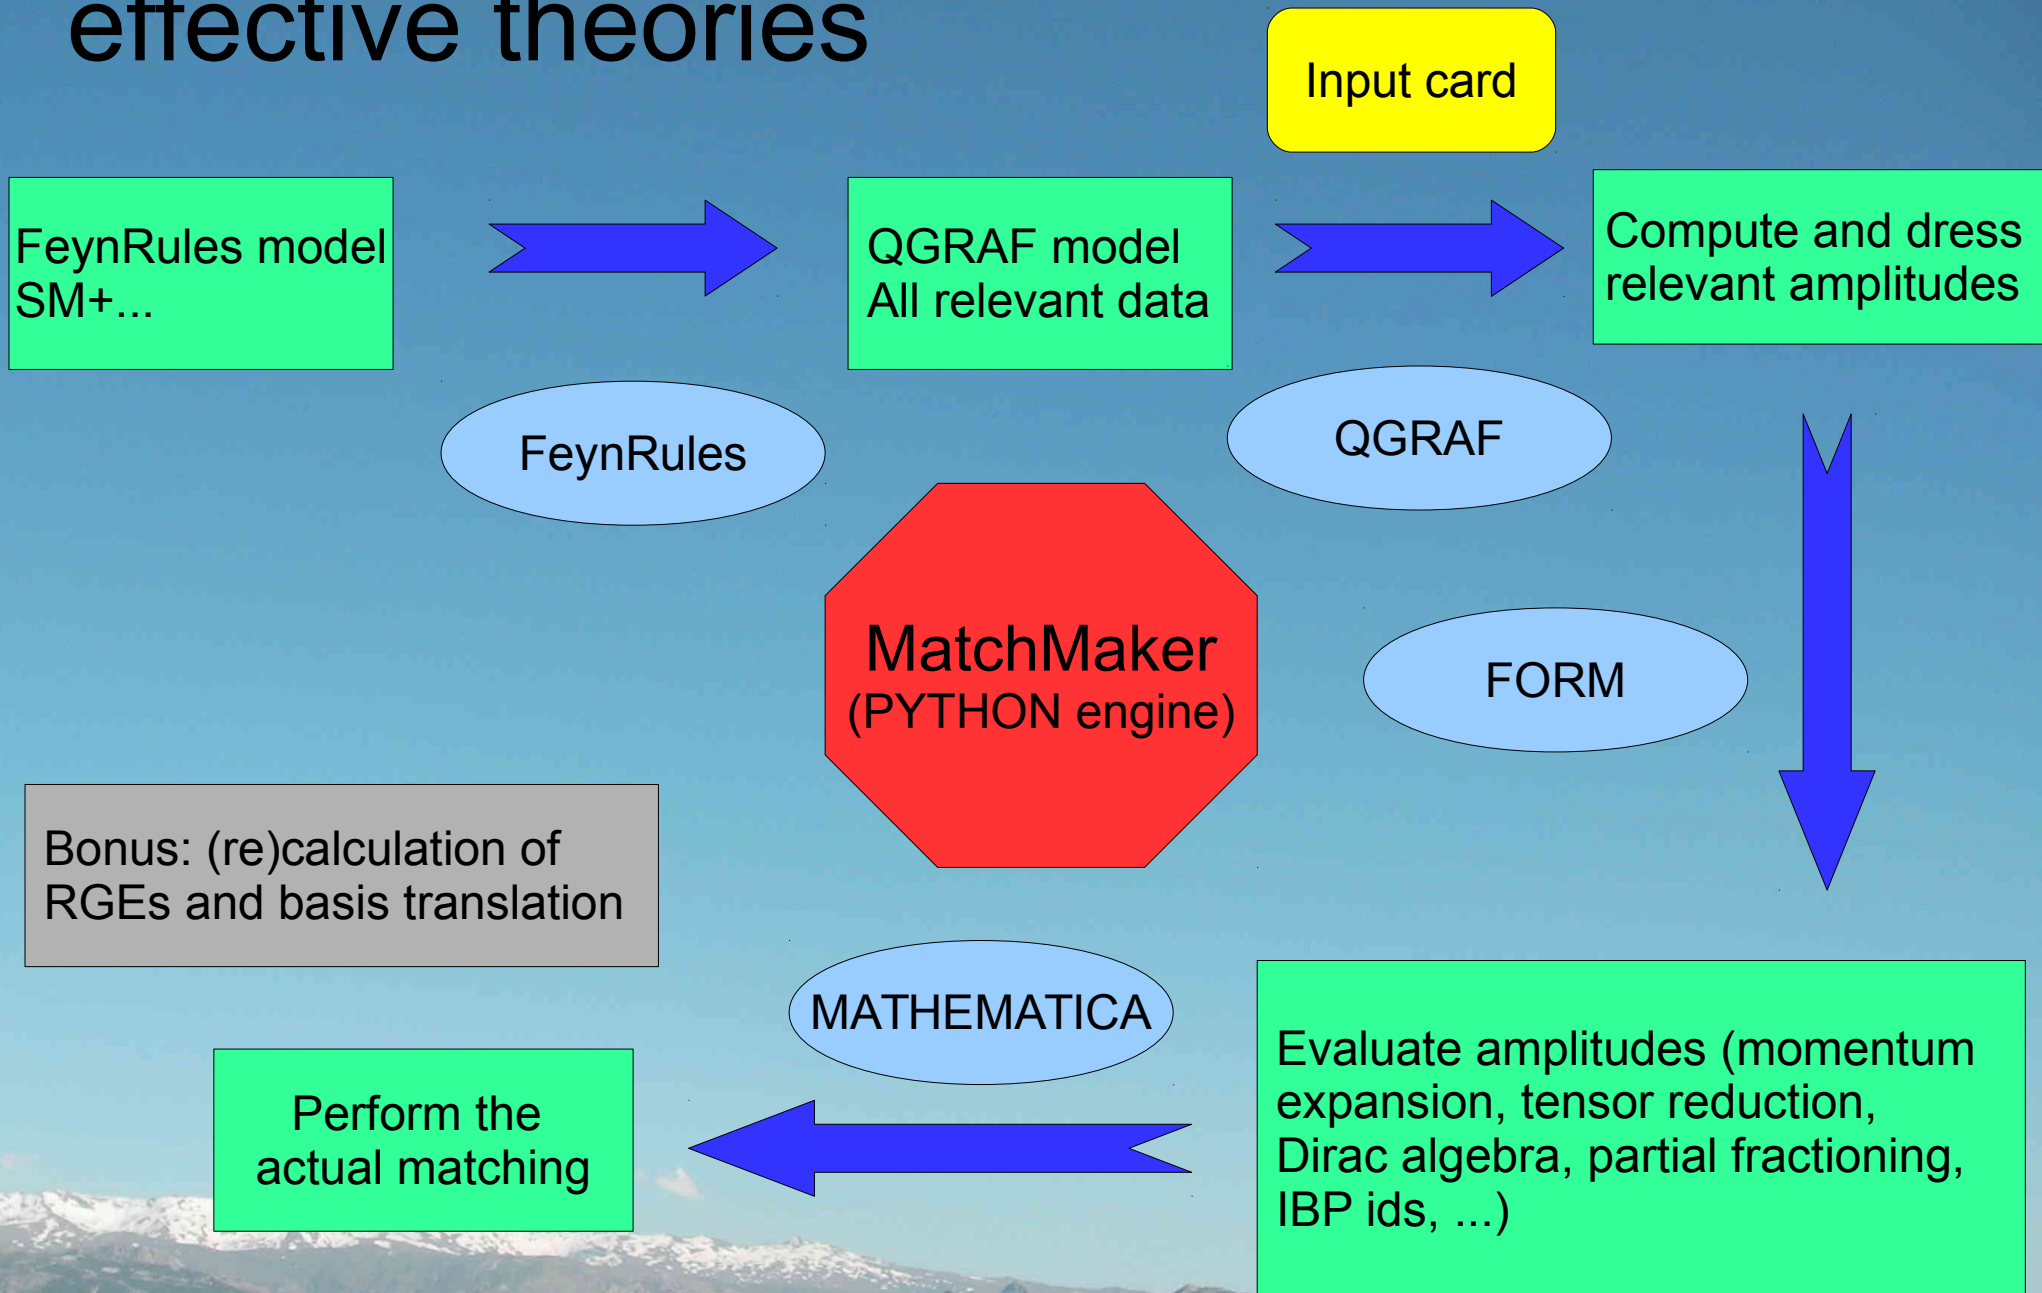 effective theories
Input card
FeynRules model
SM+...
QGRAF model
All relevant data
Compute and dress
relevant amplitudes
FeynRules
QGRAF
MatchMaker
(PYTHON engine)
FORM
Bonus: (re)calculation of
RGEs and basis translation
MATHEMATICA
Evaluate amplitudes (momentum
expansion, tensor reduction,
Dirac algebra, partial fractioning,
IBP ids, ...)
Perform the
actual matching